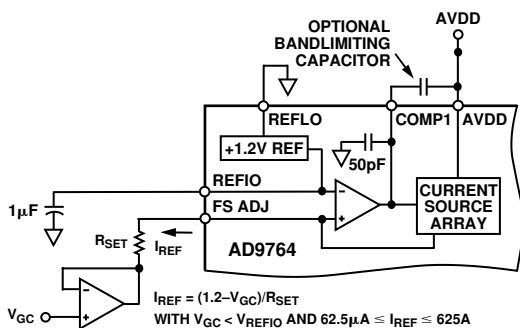 OPTIONAL
BANDLIMITING
CAPACITOR
AVDD
REFLO
COMP1
AVDD
+1.2V REF
50pF
REFIO
1µF
FS ADJ
CURRENT
SOURCE
ARRAY
RSET
IREF
AD9764
–
+
–
+
VGC
IREF = (1.2–VGC)/RSET
WITH VGC < VREFIO AND 62.5µA ≤ IREF ≤ 625A